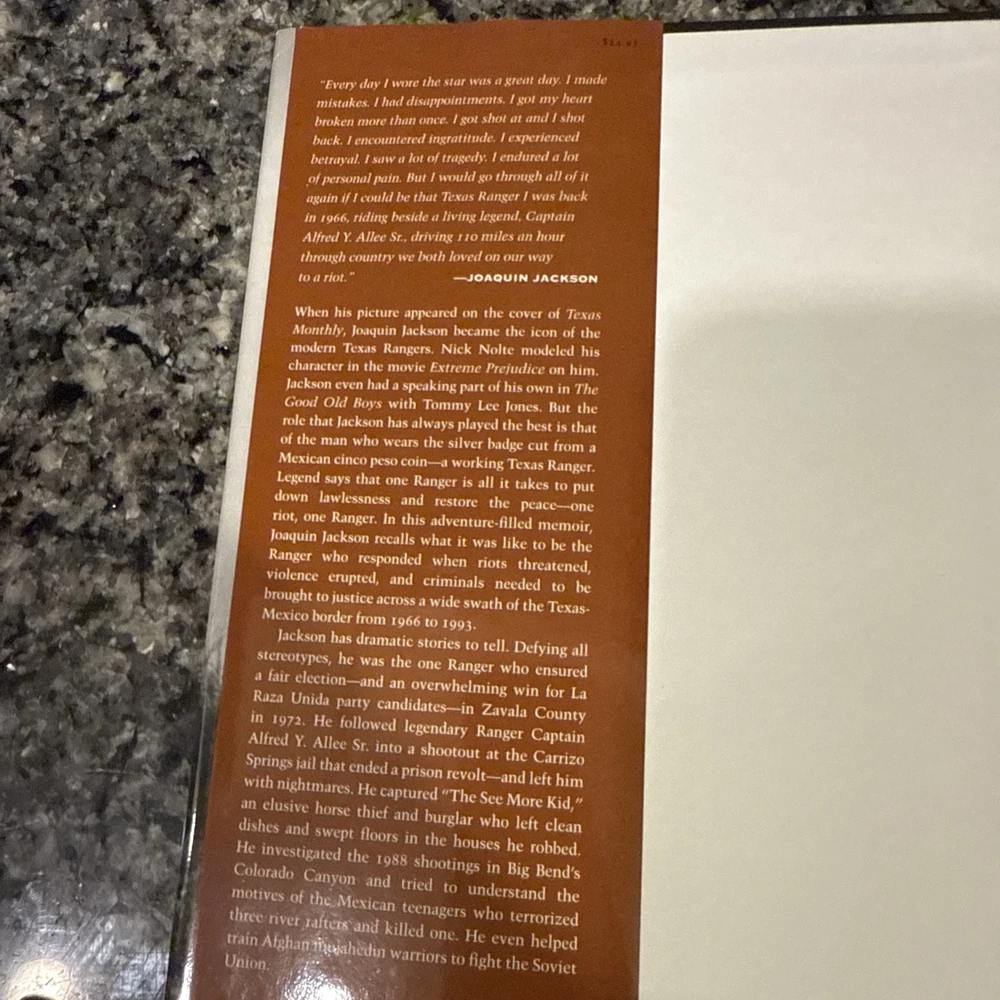 $24.95
"Every day I wore the star was a great day. I made
mistakes. I had disappointments. I got my heart
broken more than once. I got shot at and I shot
back. I encountered ingratitude. I experienced
betrayal. I saw a lot of tragedy. I endured a lot
of personal pain. But I would go through all of it
again if I could be that Texas Ranger I was back
in 1966, riding beside a living legend, Captain
Alfred Y. Allee Sr., driving 110 miles an hour
through country we both loved on our way
to a riot." —JOAQUIN JACKSON
When his picture appeared on the cover of Texas
Monthly, Joaquin Jackson became the icon of the
modern Texas Rangers. Nick Nolte modeled his
character in the movie Extreme Prejudice on him.
Jackson even had a speaking part of his own in The
Good Old Boys with Tommy Lee Jones. But the
role that Jackson has always played the best is that
of the man who wears the silver badge cut from a
Mexican cinco peso coin—a working Texas Ranger.
Legend says that one Ranger is all it takes to put
down lawlessness and restore the peace—one
riot, one Ranger. In this adventure-filled memoir,
Joaquin Jackson recalls what it was like to be the
Ranger who responded when riots threatened,
violence erupted, and criminals needed to be
brought to justice across a wide swath of the Texas-
Mexico border from 1966 to 1993.
Jackson has dramatic stories to tell. Defying all
stereotypes, he was the one Ranger who ensured
a fair election—and an overwhelming win for La
Raza Unida party candidates—in Zavala County
in 1972. He followed legendary Ranger Captain
Alfred Y. Allee Sr. into a shootout at the Carrizo
Springs jail that ended a prison revolt—and left him
with nightmares. He captured "The See More Kid,"
an elusive horse thief and burglar who left clean
dishes and swept floors in the houses he robbed.
He investigated the 1988 shootings in Big Bend's
Colorado Canyon and tried to understand the
motives of the Mexican teenagers who terrorized
three river rafters and killed one. He even helped
train Afghan mujahedin warriors to fight the Soviet
Union.